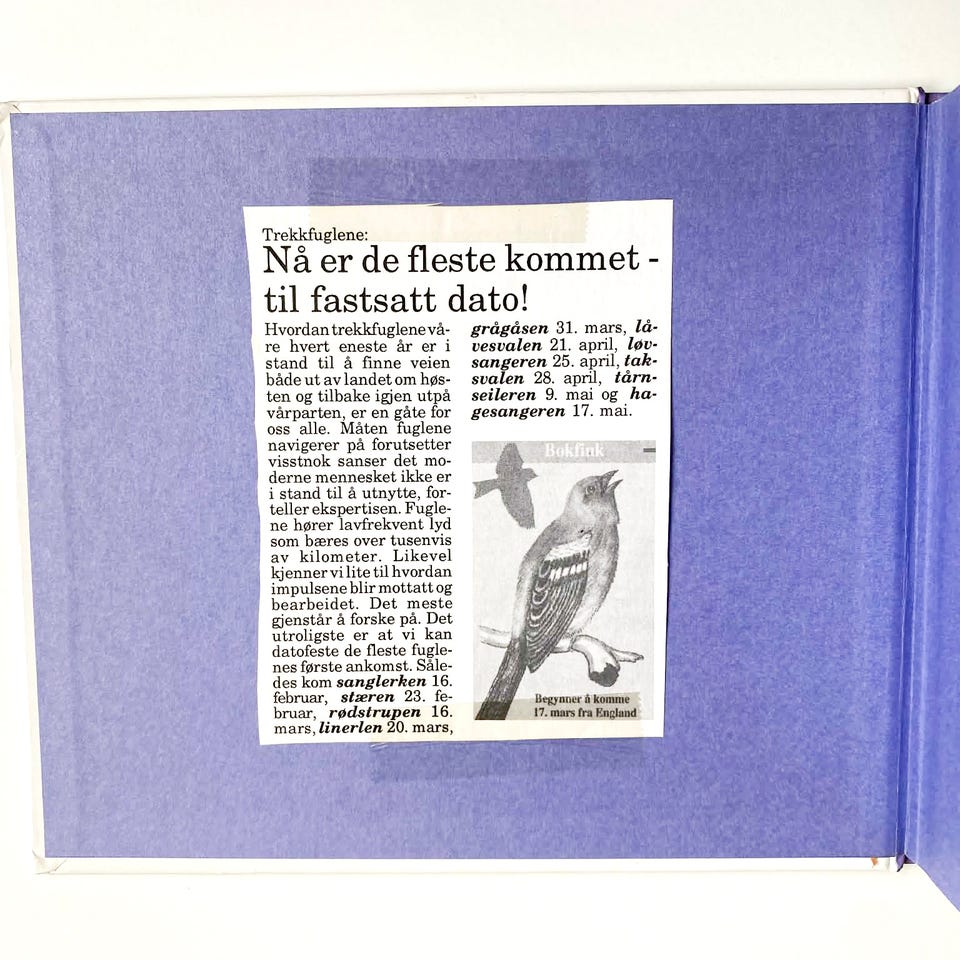 Trekkfuglene:
Nå er de fleste kommet -
til fastsatt dato!
Hvordan trekkfuglene vå-
re hvert eneste år er i
stand til å finne veien
både ut av landet om høs-
ten og tilbake igjen utpå
vårparten, er en gåte for
oss alle. Måten fuglene
navigerer på forutsetter
visstnok sanser det mo-
derne mennesket ikke er
i stand til å utnytte, for-
teller ekspertisen. Fugle-
ne hører lavfrekvent lyd
som bæres over tusenvis
av kilometer. Likevel
kjenner vi lite til hvordan
impulsene blir mottatt og
bearbeidet. Det meste
gjenstår å forske på. Det
utroligste er at vi kan
datofeste de fleste fugle-
nes første ankomst. Såle-
des kom sanglerken 16.
februar, stæren 23. fe-
bruar, rødstrupen 16.
mars, linerlen 20. mars,
grågåsen 31. mars, lå-
vesvalen 21. april, løv-
sangeren 25. april, tak-
svalen 28. april, tårn-
seileren 9. mai og ha-
gesangeren 17. mai.
Bokfink
Begynner å komme
17. mars fra England